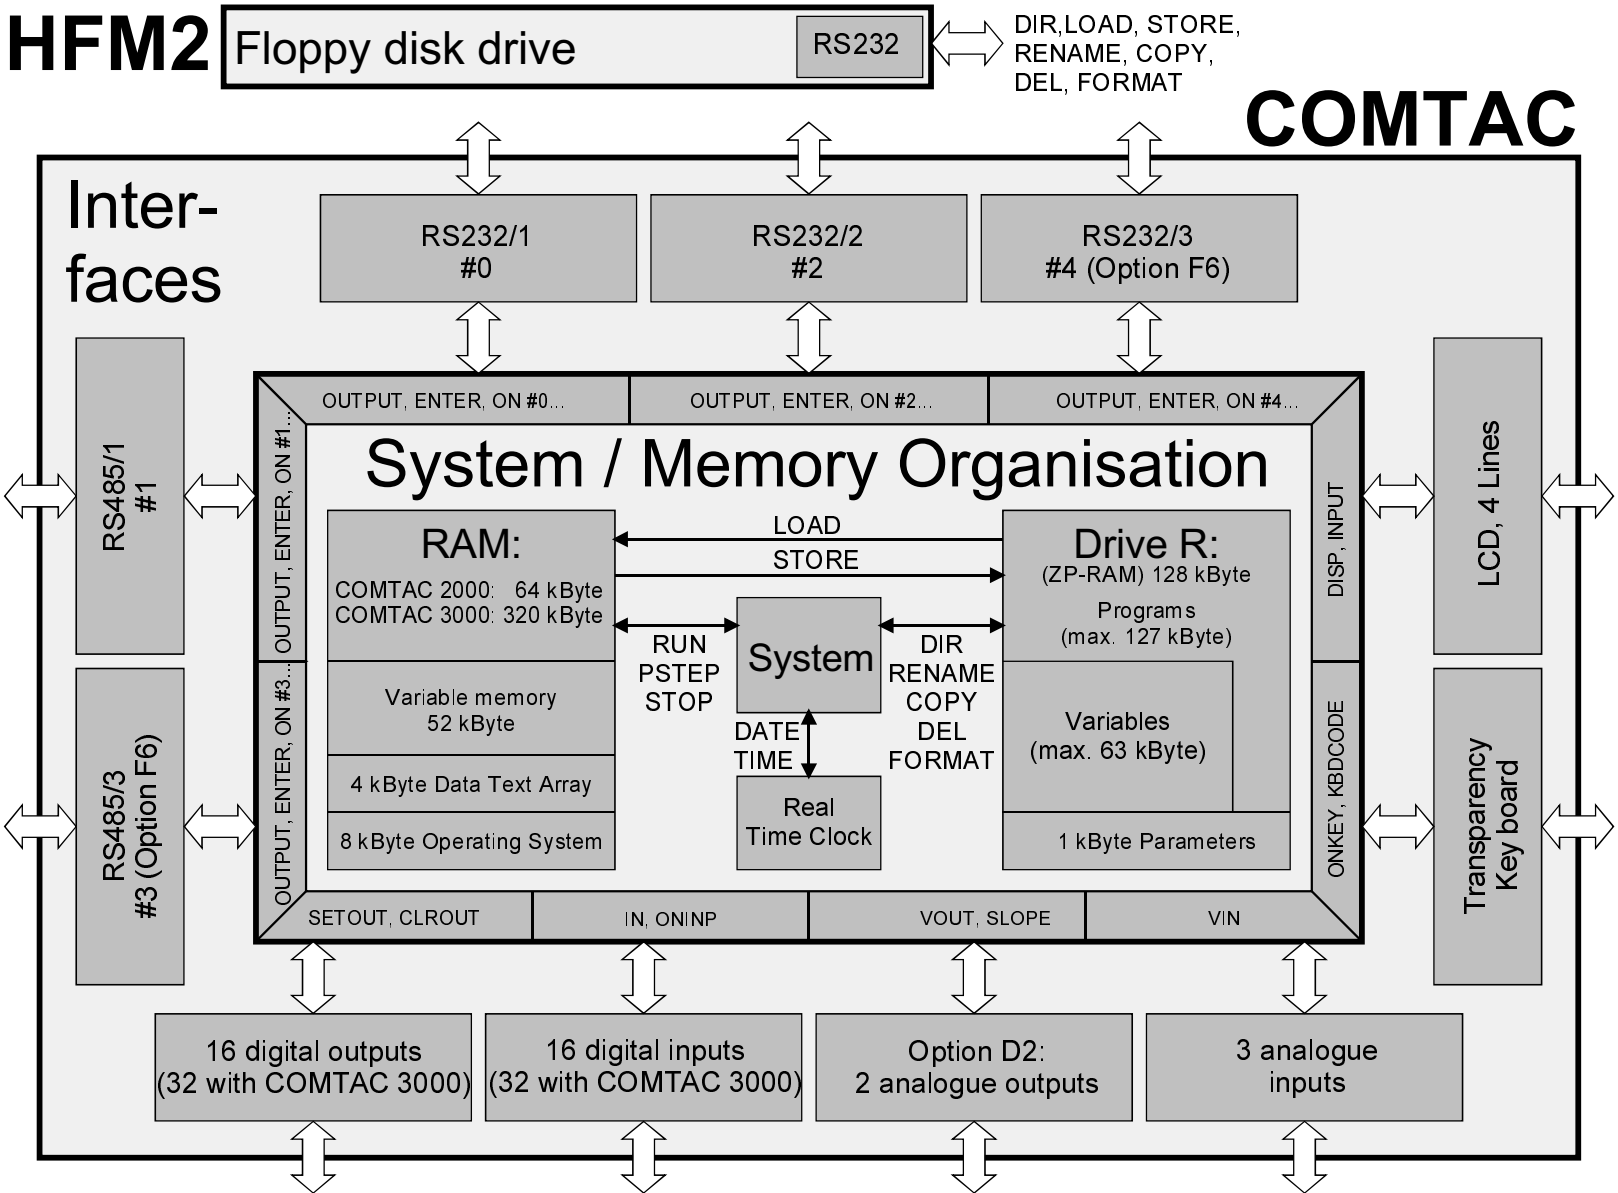 HFM2
Floppy disk drive
RS232
DIR,LOAD, STORE,
RENAME, COPY,
DEL, FORMAT
COMTAC
Inter-
faces
RS232/1
#0
RS232/2
#2
RS232/3
#4 (Option F6)
RS485/1
#1
RS485/3
#3 (Option F6)
OUTPUT, ENTER, ON #0...
OUTPUT, ENTER, ON #2...
OUTPUT, ENTER, ON #4...
OUTPUT, ENTER, ON #1...
OUTPUT, ENTER, ON #3...
System / Memory Organisation
RAM:
COMTAC 2000: 64 kByte
COMTAC 3000: 320 kByte
Variable memory
52 kByte
4 kByte Data Text Array
8 kByte Operating System
LOAD
STORE
RUN
PSTEP
STOP
System
DATE
TIME
Real
Time Clock
DIR
RENAME
COPY
DEL
FORMAT
Drive R:
(ZP-RAM) 128 kByte
Programs
(max. 127 kByte)
Variables
(max. 63 kByte)
1 kByte Parameters
DISP, INPUT
ONKEY, KBDCODE
LCD, 4 Lines
Transparency
Key board
SETOUT, CLROUT
IN, ONINP
VOUT, SLOPE
VIN
16 digital outputs
(32 with COMTAC 3000)
16 digital inputs
(32 with COMTAC 3000)
Option D2:
2 analogue outputs
3 analogue
inputs